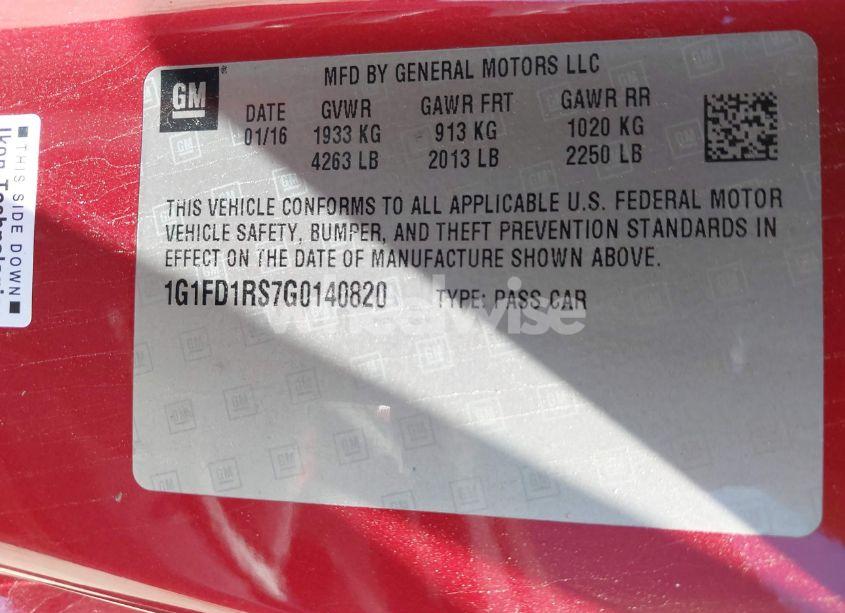 GM
MFD BY GENERAL MOTORS LLC
DATE GVWR GAWR FRT GAWR RR
01/16 1933 KG 913 KG 1020 KG
4263 LB 2013 LB 2250 LB
THIS VEHICLE CONFORMS TO ALL APPLICABLE U.S. FEDERAL MOTOR
VEHICLE SAFETY, BUMPER, AND THEFT PREVENTION STANDARDS IN
EFFECT ON THE DATE OF MANUFACTURE SHOWN ABOVE.
1G1FD1RS7G0140820 TYPE: PASS CAR
wheelwise
THIS SIDE DOWN